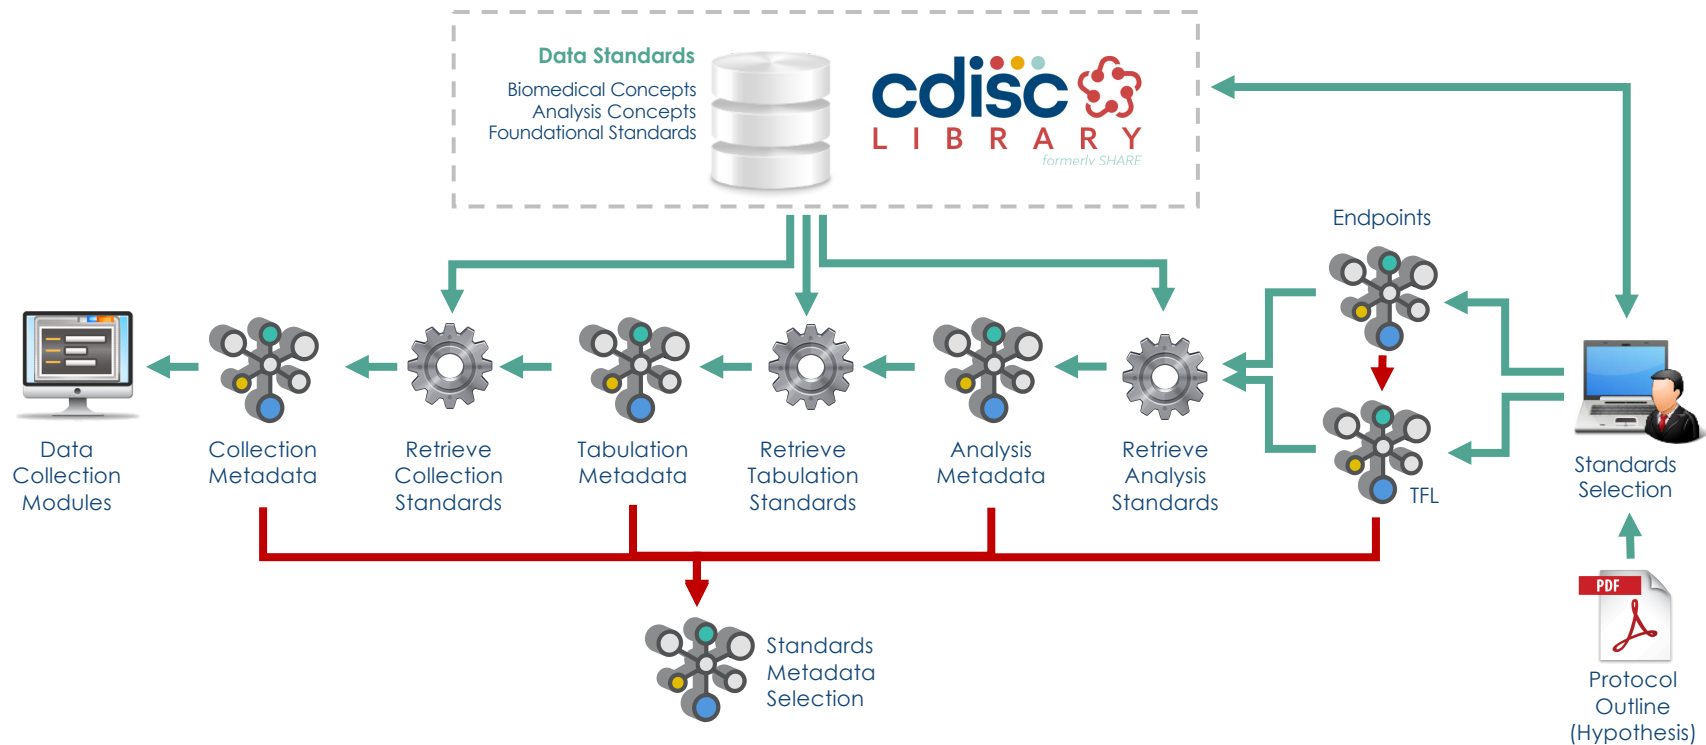 Data Standards
Biomedical Concepts
Analysis Concepts
Foundational Standards
cdisc
LIBRARY
formerly SHARE
Endpoints
TFL
Data
Collection
Modules
Collection
Metadata
Retrieve
Collection
Standards
Tabulation
Metadata
Retrieve
Tabulation
Standards
Analysis
Metadata
Retrieve
Analysis
Standards
Standards
Selection
PDF
Protocol
Outline
(Hypothesis)
Standards
Metadata
Selection